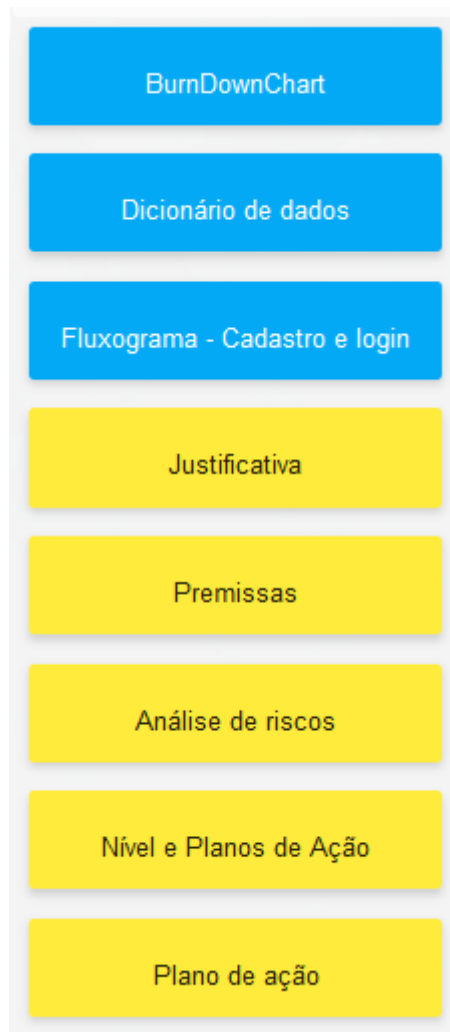 BurnDownChart
Dicionário de dados
Fluxograma - Cadastro e login
Justificativa
Premissas
Análise de riscos
Nível e Planos de Ação
Plano de ação